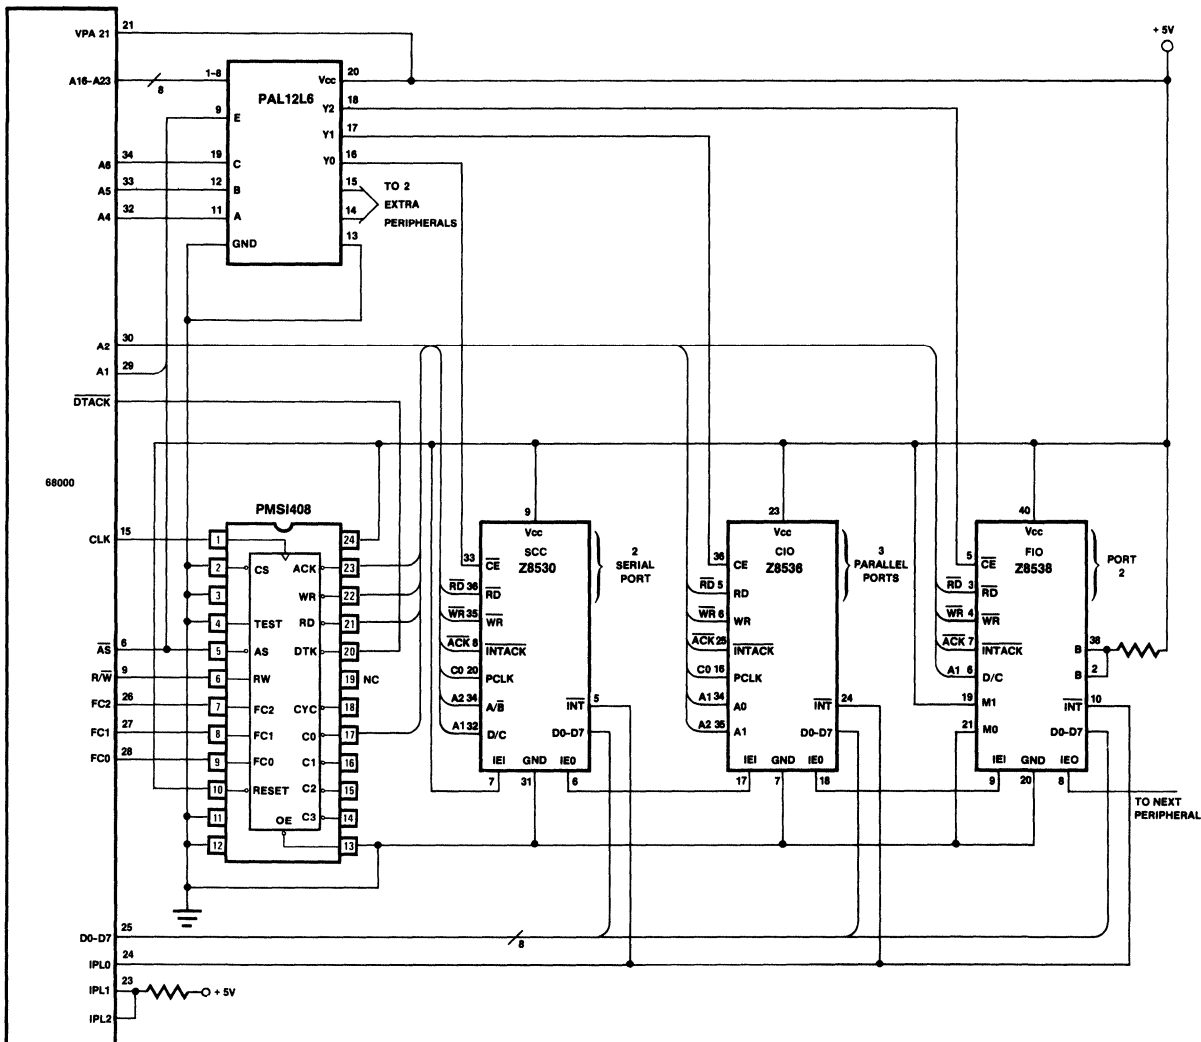 + 5V
VPA 21 21
A16-A23 8 1-8
PAL12L6
Vcc 20
Y2 18
Y1 17
Y0 16
15 TO 2
EXTRA
14 PERIPHERALS
13
9 E
A6 34 19 C
A5 33 12 B
A4 32 11 A
GND
A2 30
A1 29
DTACK
68000
CLK 15
AS 6
R/W 9
FC2 26
FC1 27
FC0 28
PMSI408
1 24
2 CS ACK 23
3 WR 22
4 TEST RD 21
5 AS DTK 20
6 RW 19 NC
7 FC2 CYC 18
8 FC1 C0 17
9 FC0 C1 16
10 RESET C2 15
11 C3 14
12 OE 13
9
Vcc
SCC
Z8530
33 CE
RD 36 RD
WR 35 WR
ACK 8 INTACK
C0 20 PCLK
A2 34 A/B
A1 32 D/C
INT 5
D0-D7
IEI GND IE0
7 31 6
2
SERIAL
PORT
23
Vcc
CIO
Z8536
36 CE
RD 5 RD
WR 6 WR
ACK 25 INTACK
C0 16 PCLK
A1 34 A0
A2 35 A1
INT 24
D0-D7
IEI GND IE0
17 7 18
3
PARALLEL
PORTS
40
Vcc
FIO
Z8538
5 CE
RD 3 RD
WR 4 WR
ACK 7 INTACK
A1 6 D/C
19 M1
21 M0
B 38
B 2
INT 10
D0-D7
IEI GND IEO
9 20 8
PORT
2
TO NEXT
PERIPHERAL
D0-D7 25 8
IPL0 24
IPL1 23 + 5V
IPL2